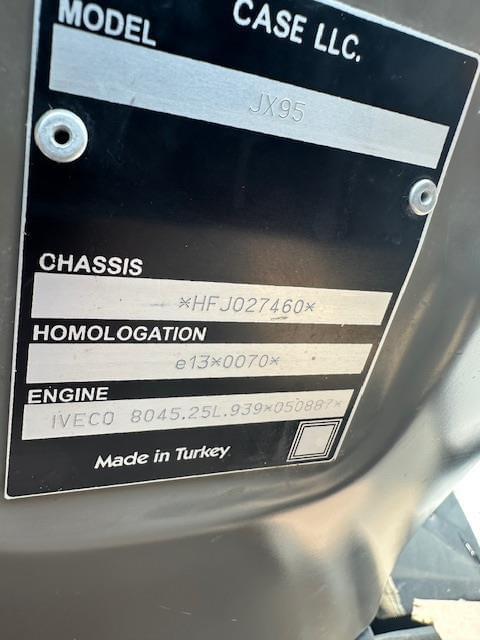 CASE LLC.
MODEL
JX95
CHASSIS
*HFJ027460*
HOMOLOGATION
e13*0070*
ENGINE
IVECO 8045.25L.939*050887*
Made in Turkey